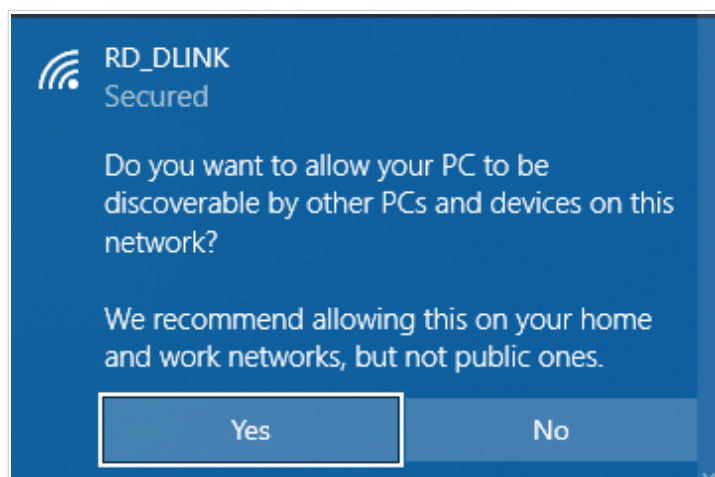 RD_DLINK
Secured
Do you want to allow your PC to be
discoverable by other PCs and devices on this
network?
We recommend allowing this on your home
and work networks, but not public ones.
Yes No